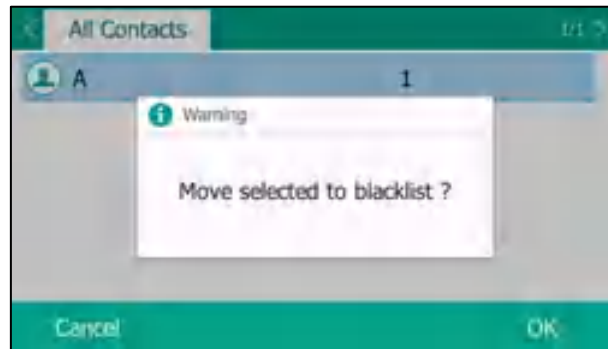 All Contacts 1/1
A 1
Warning
Move selected to blacklist ?
Cancel OK